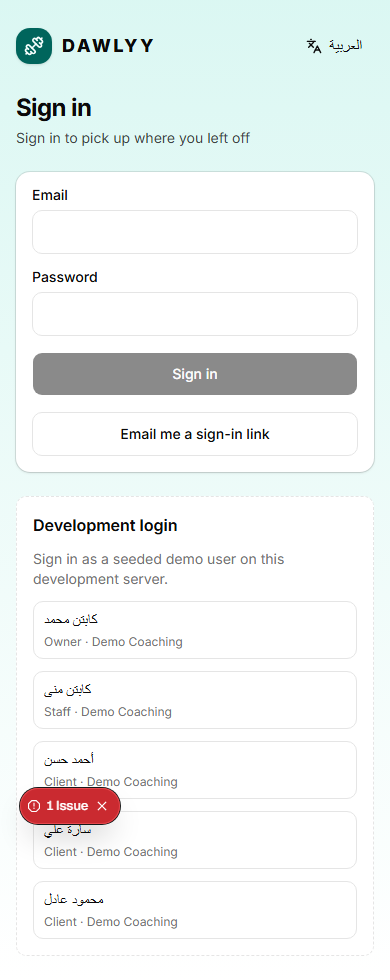 DAWLYY
العربية
Sign in
Sign in to pick up where you left off
Email
Password
Sign in
Email me a sign-in link
Development login
Sign in as a seeded demo user on this
development server.
كابتن محمد
Owner · Demo Coaching
كابتن منى
Staff · Demo Coaching
أحمد حسن
Client · Demo Coaching
1 Issue
سارة علي
Client · Demo Coaching
محمود عادل
Client · Demo Coaching